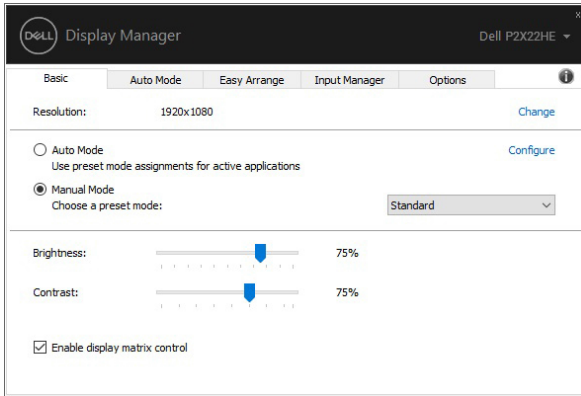 DELL Display Manager
Dell P2X22HE
Basic Auto Mode Easy Arrange Input Manager Options
Resolution: 1920x1080 Change
Auto Mode Configure
Use preset mode assignments for active applications
Manual Mode
Choose a preset mode: Standard
Brightness: 75%
Contrast: 75%
Enable display matrix control